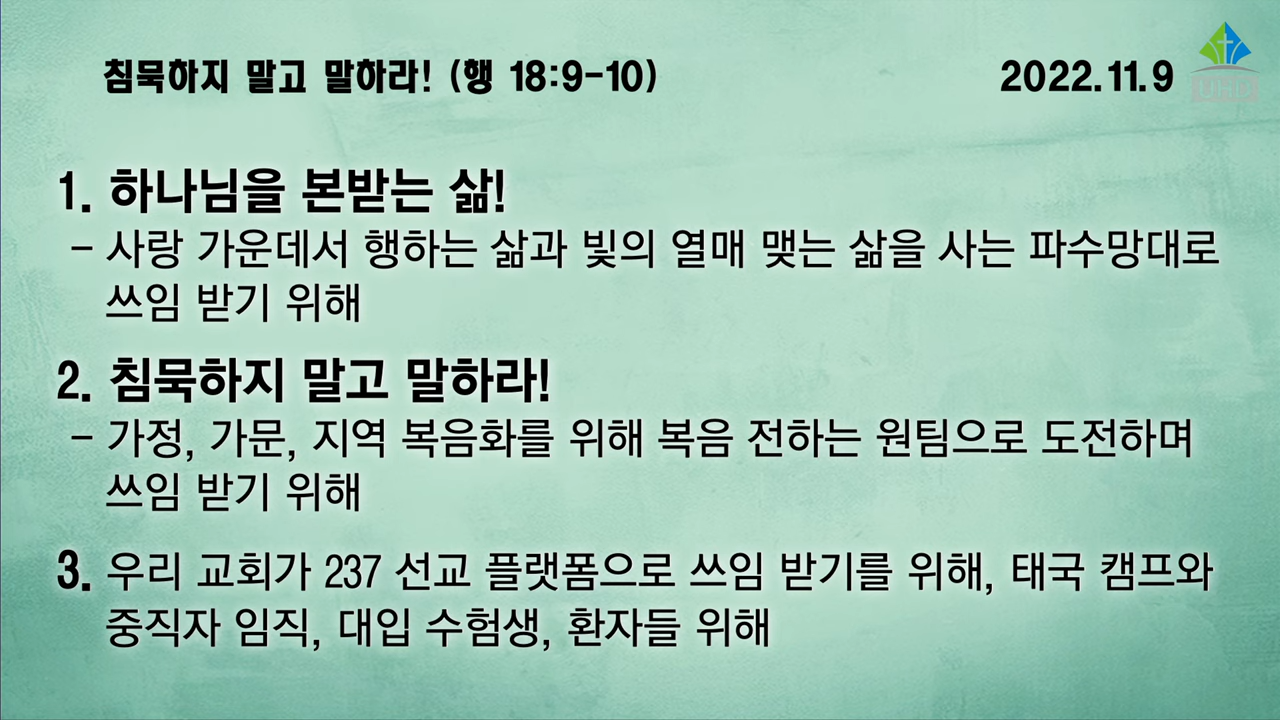 침묵하지 말고 말하라! (행 18:9-10)
2022.11.9
UHD
1. 하나님을 본받는 삶!
- 사랑 가운데서 행하는 삶과 빛의 열매 맺는 삶을 사는 파수망대로
쓰임 받기 위해
2. 침묵하지 말고 말하라!
- 가정, 가문, 지역 복음화를 위해 복음 전하는 원팀으로 도전하며
쓰임 받기 위해
3. 우리 교회가 237 선교 플랫폼으로 쓰임 받기를 위해, 태국 캠프와
중직자 임직, 대입 수험생, 환자들 위해